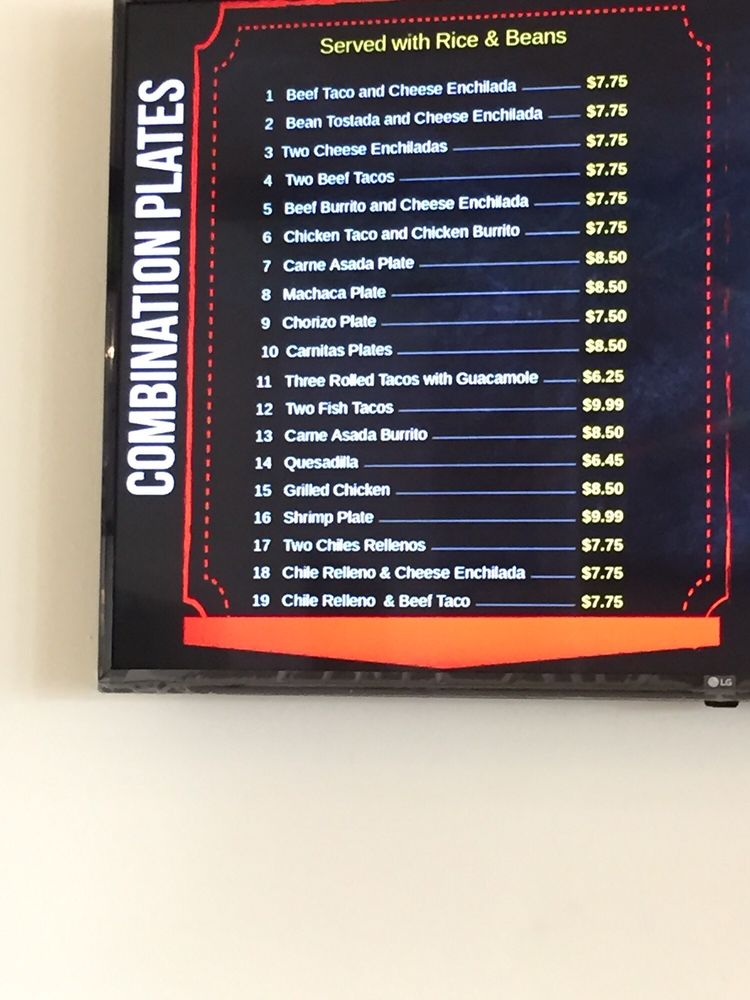 COMBINATION PLATES
Served with Rice & Beans
1 Beef Taco and Cheese Enchilada $7.75
2 Bean Tostada and Cheese Enchilada $7.75
3 Two Cheese Enchiladas $7.75
4 Two Beef Tacos $7.75
5 Beef Burrito and Cheese Enchilada $7.75
6 Chicken Taco and Chicken Burrito $7.75
7 Carne Asada Plate $8.50
8 Machaca Plate $8.50
9 Chorizo Plate $7.50
10 Carnitas Plates $8.50
11 Three Rolled Tacos with Guacamole $6.25
12 Two Fish Tacos $9.99
13 Carne Asada Burrito $8.50
14 Quesadilla $6.45
15 Grilled Chicken $8.50
16 Shrimp Plate $9.99
17 Two Chiles Rellenos $7.75
18 Chile Relleno & Cheese Enchilada $7.75
19 Chile Relleno & Beef Taco $7.75
LG